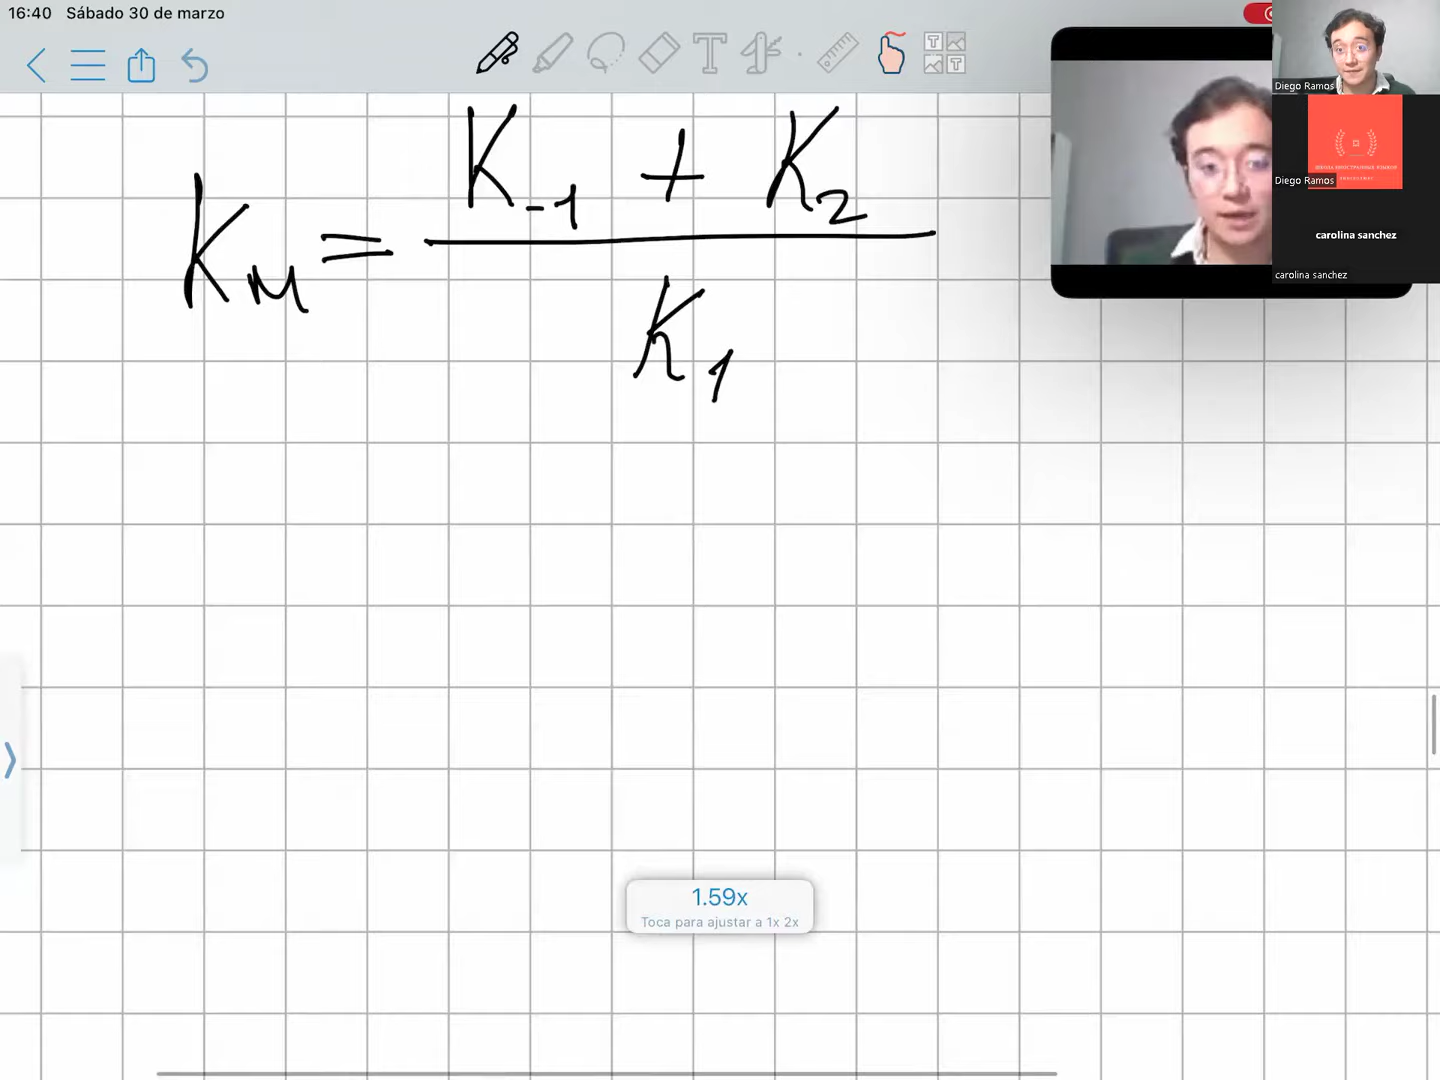 16:40 Sábado 30 de marzo
K_M = (K_-1 + K_2) / K_1
Diego Ramos
Diego Ramos
carolina sanchez
carolina sanchez
1.59x
Toca para ajustar a 1x 2x